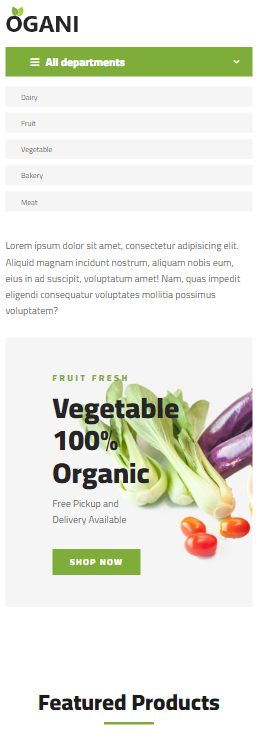 OGANI
All departments
Dairy
Fruit
Vegetable
Bakery
Meat
Lorem ipsum dolor sit amet, consectetur adipisicing elit.
Aliquid magnam incidunt nostrum, aliquam nobis eum,
eius in ad suscipit, voluptatum amet! Nam, quas impedit
eligendi consequatur voluptates mollitia possimus
voluptatem?
FRUIT FRESH
Vegetable
100%
Organic
Free Pickup and
Delivery Available
SHOP NOW
Featured Products